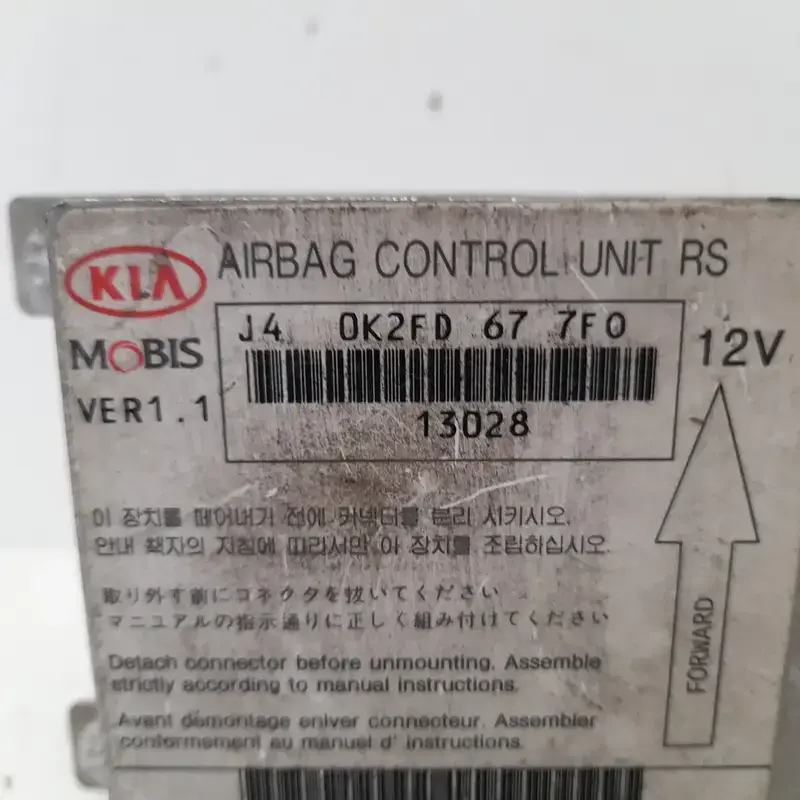 KIA
AIRBAG CONTROL UNIT RS
MOBIS
J4 0K2FD 67 7F0
12V
VER1.1
13028
이 장치를 떼어내기 전에 커넥터를 분리 시키시오.
안내 책자의 지침에 따라서만 이 장치를 조립하십시오.
取り外す前にコネクタを抜いてください
マニュアルの指示通りに正しく組み付けてください
Detach connector before unmounting. Assemble
strictly according to manual instructions.
Avant démontage enlver connecteur. Assembler
conformement au manuel d' instructions.
FORWARD